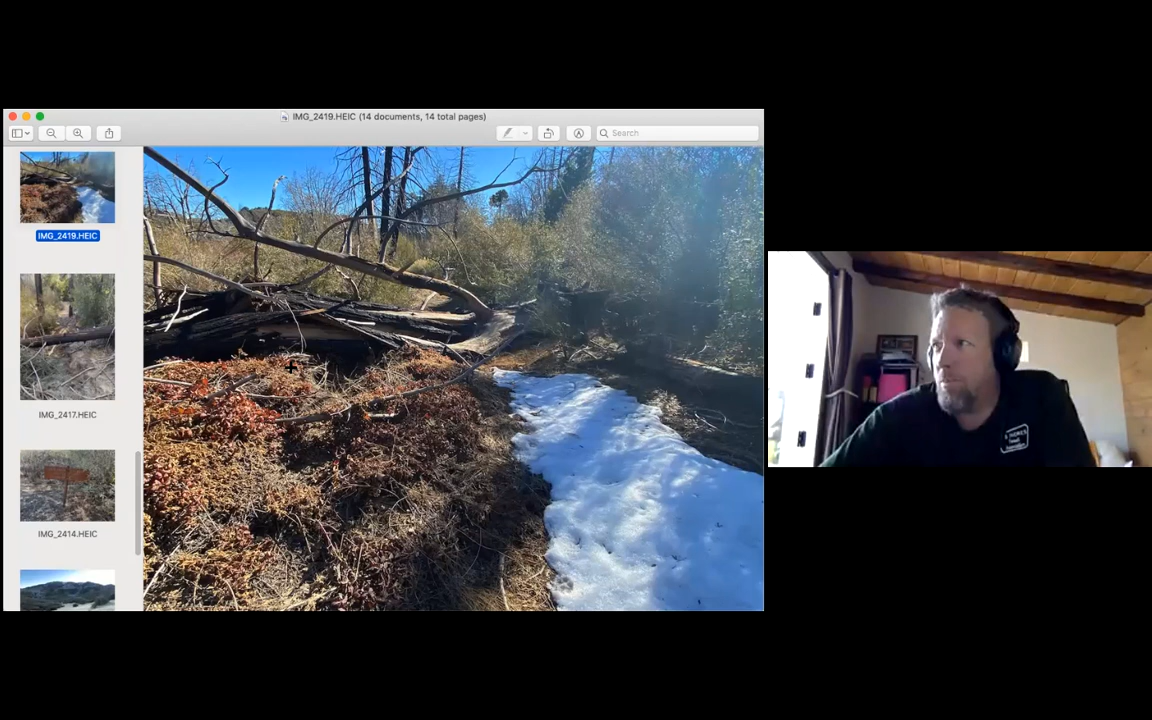 IMG_2419.HEIC (14 documents, 14 total pages)
Search
IMG_2419.HEIC
IMG_2417.HEIC
IMG_2414.HEIC